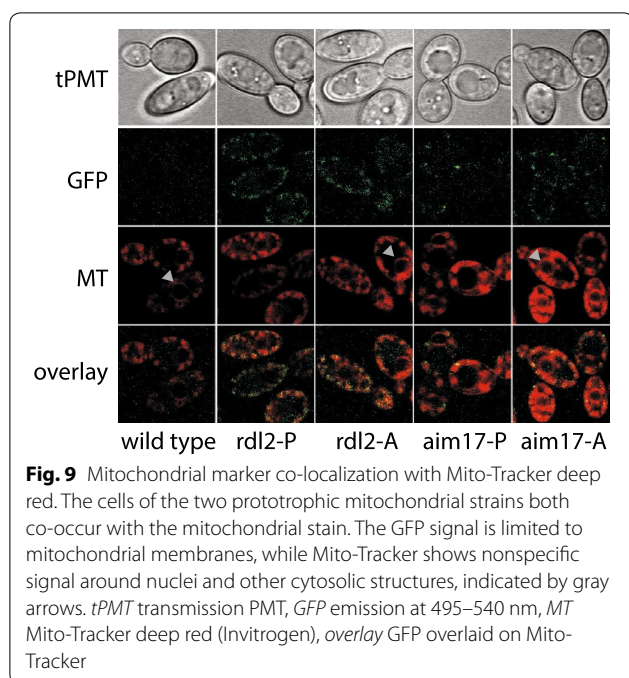 tPMT
GFP
MT
overlay
wild type rdl2-P rdl2-A aim17-P aim17-A
Fig. 9 Mitochondrial marker co-localization with Mito-Tracker deep
red. The cells of the two prototrophic mitochondrial strains both
co-occur with the mitochondrial stain. The GFP signal is limited to
mitochondrial membranes, while Mito-Tracker shows nonspecific
signal around nuclei and other cytosolic structures, indicated by gray
arrows. tPMT transmission PMT, GFP emission at 495–540 nm, MT
Mito-Tracker deep red (Invitrogen), overlay GFP overlaid on Mito-
Tracker